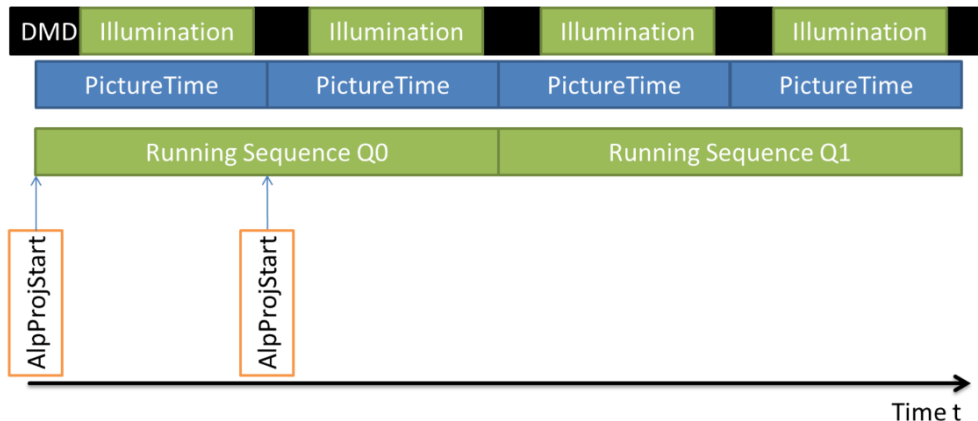 DMD Illumination Illumination Illumination Illumination
PictureTime PictureTime PictureTime PictureTime
Running Sequence Q0 Running Sequence Q1
AlpProjStart AlpProjStart
Time t